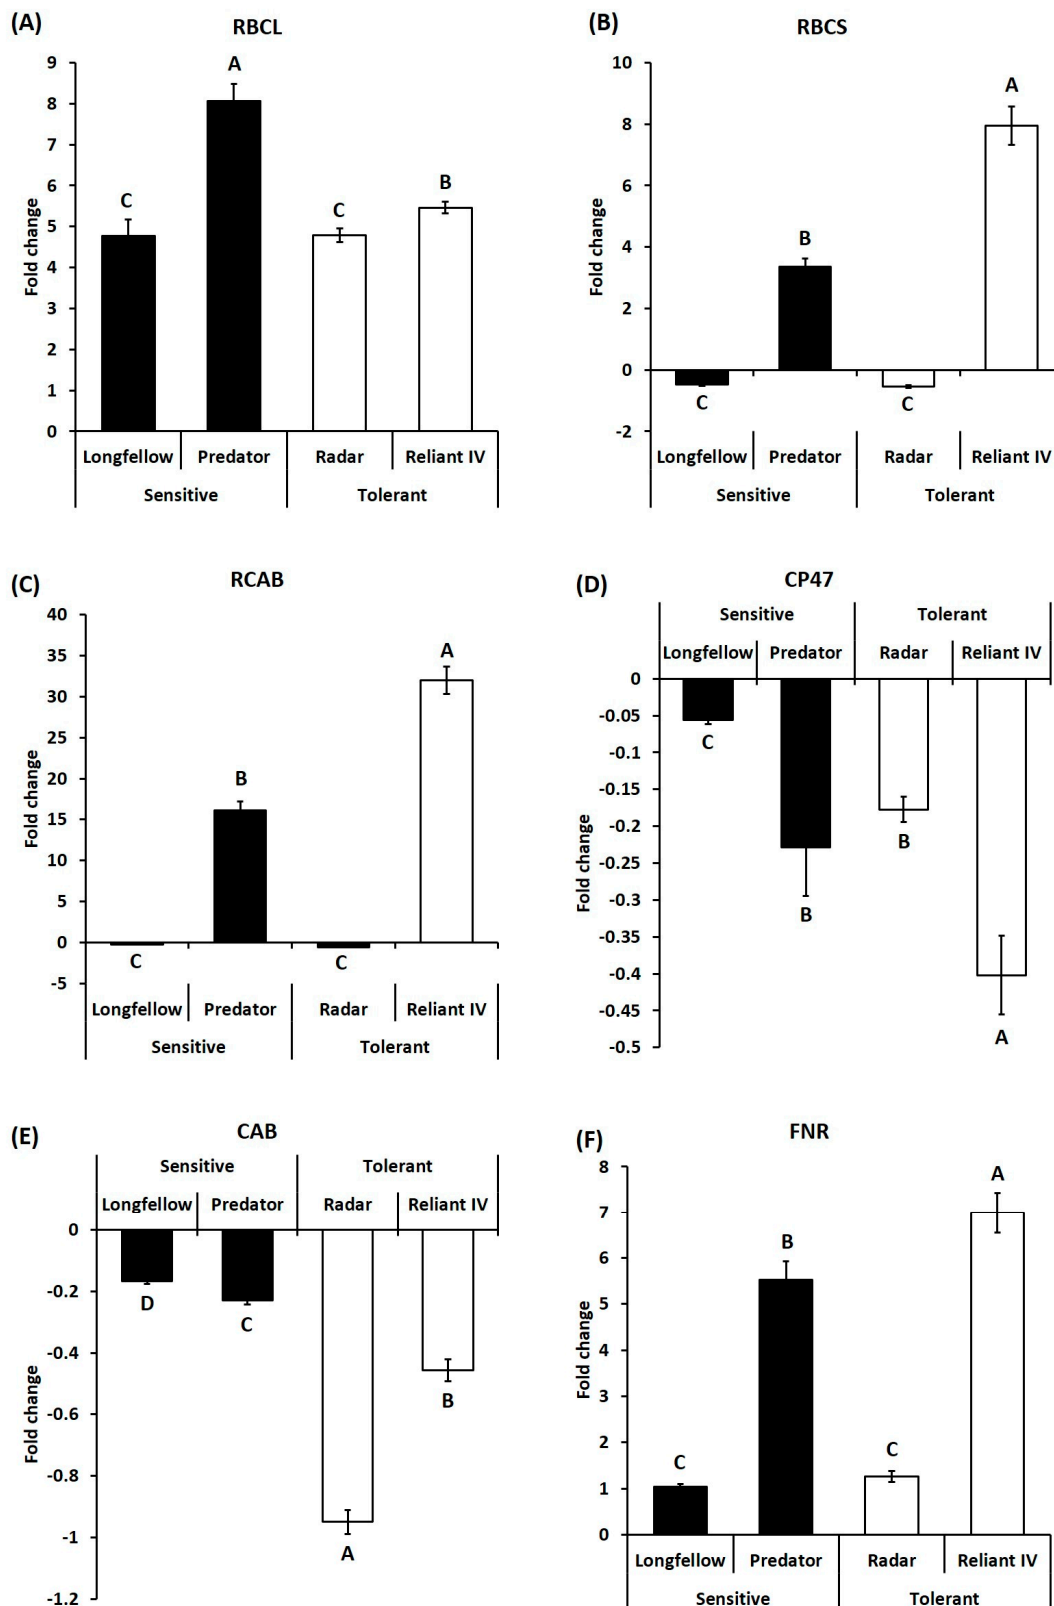 (A)
RBCL
Fold change
9
8
7
6
5
4
3
2
1
0
A
C
C
B
Longfellow Predator Radar Reliant IV
Sensitive Tolerant
(B)
RBCS
Fold change
10
8
6
4
2
0
-2
A
B
C
C
Longfellow Predator Radar Reliant IV
Sensitive Tolerant
(C)
RCAB
Fold change
40
35
30
25
20
15
10
5
0
-5
A
B
C
C
Longfellow Predator Radar Reliant IV
Sensitive Tolerant
(D)
CP47
Sensitive Tolerant
Longfellow Predator Radar Reliant IV
Fold change
0
-0.05
-0.1
-0.15
-0.2
-0.25
-0.3
-0.35
-0.4
-0.45
-0.5
C
B
B
A
(E)
CAB
Sensitive Tolerant
Longfellow Predator Radar Reliant IV
Fold change
0
-0.2
-0.4
-0.6
-0.8
-1
-1.2
D
C
B
A
(F)
FNR
Fold change
8
7
6
5
4
3
2
1
0
A
B
C
C
Longfellow Predator Radar Reliant IV
Sensitive Tolerant